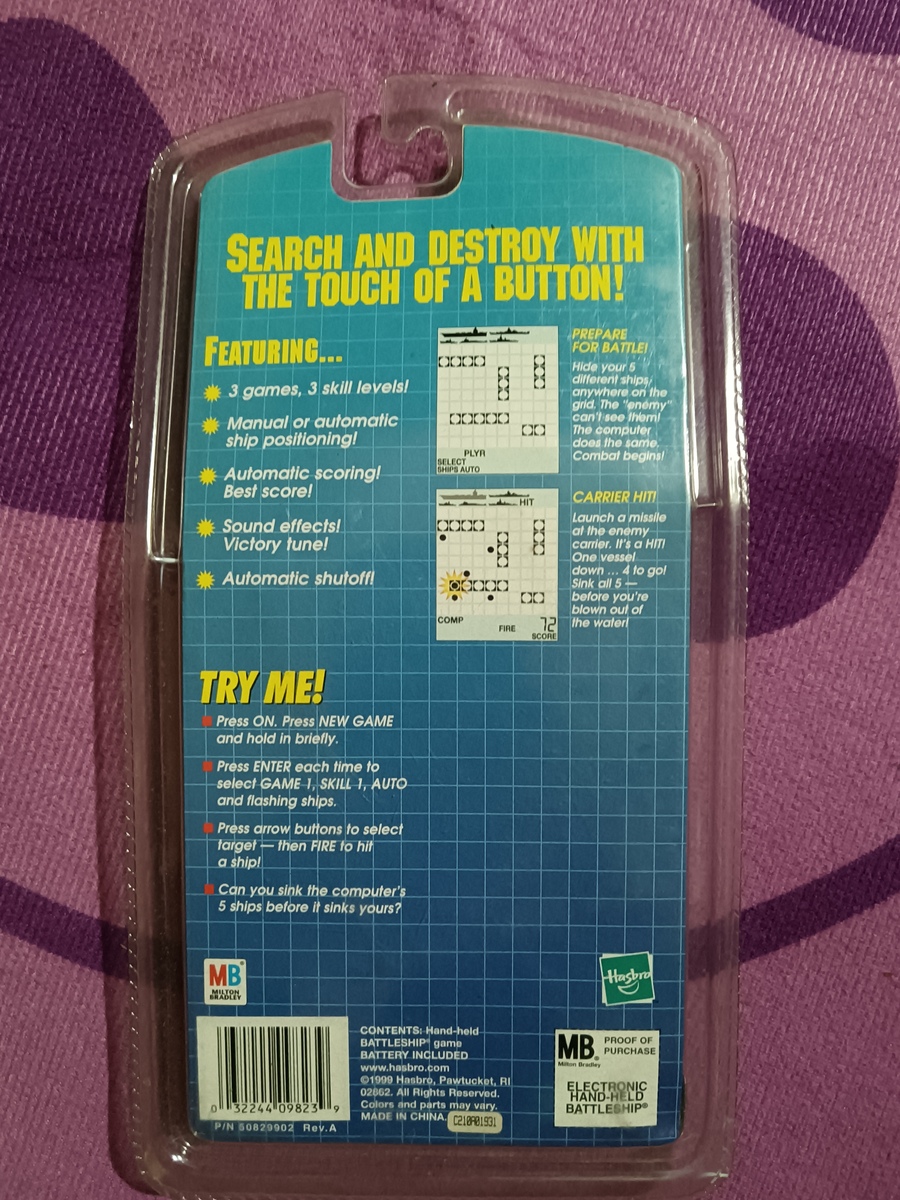 SEARCH AND DESTROY WITH
THE TOUCH OF A BUTTON!
FEATURING...
3 games, 3 skill levels!
Manual or automatic
ship positioning!
Automatic scoring!
Best score!
Sound effects!
Victory tune!
Automatic shutoff!
PLYR
SELECT
SHIPS AUTO
PREPARE
FOR BATTLE!
Hide your 5
different ships
anywhere on the
grid. The "enemy"
can't see them!
The computer
does the same.
Combat begins!
HIT
COMP
FIRE
72
SCORE
CARRIER HIT!
Launch a missile
at the enemy
carrier. It's a HIT!
One vessel
down ... 4 to go!
Sink all 5 —
before you're
blown out of
the water!
TRY ME!
Press ON. Press NEW GAME
and hold in briefly.
Press ENTER each time to
select GAME 1, SKILL 1, AUTO
and flashing ships.
Press arrow buttons to select
target — then FIRE to hit
a ship!
Can you sink the computer's
5 ships before it sinks yours?
MB®
MILTON
BRADLEY
Hasbro
0 32244 09823 9
P/N 50829902 Rev.A
CONTENTS: Hand-held
BATTLESHIP® game
BATTERY INCLUDED
www.hasbro.com
©1999 Hasbro, Pawtucket, RI
02862. All Rights Reserved.
Colors and parts may vary.
MADE IN CHINA.
C210A01931
MB®
Milton Bradley
PROOF OF
PURCHASE
ELECTRONIC
HAND-HELD
BATTLESHIP®